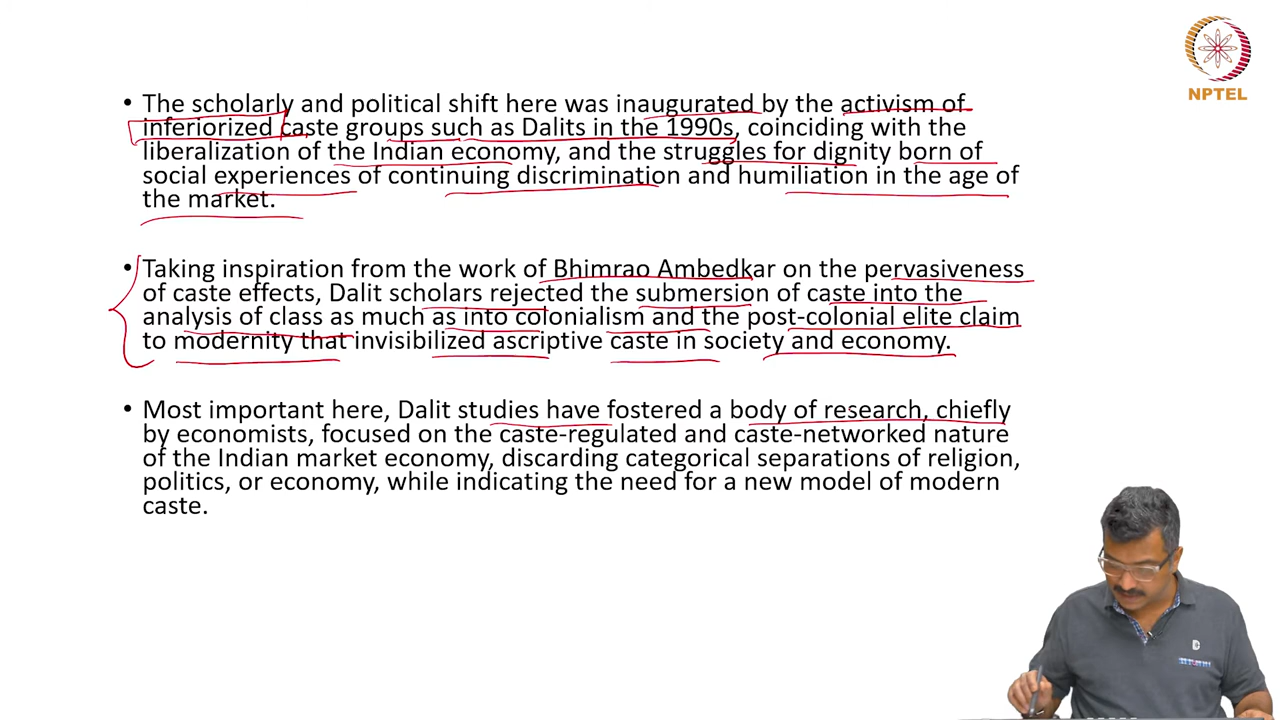 NPTEL
• The scholarly and political shift here was inaugurated by the activism of
inferiorized caste groups such as Dalits in the 1990s, coinciding with the
liberalization of the Indian economy, and the struggles for dignity born of
social experiences of continuing discrimination and humiliation in the age of
the market.
• Taking inspiration from the work of Bhimrao Ambedkar on the pervasiveness
of caste effects, Dalit scholars rejected the submersion of caste into the
analysis of class as much as into colonialism and the post-colonial elite claim
to modernity that invisibilized ascriptive caste in society and economy.
• Most important here, Dalit studies have fostered a body of research, chiefly
by economists, focused on the caste-regulated and caste-networked nature
of the Indian market economy, discarding categorical separations of religion,
politics, or economy, while indicating the need for a new model of modern
caste.